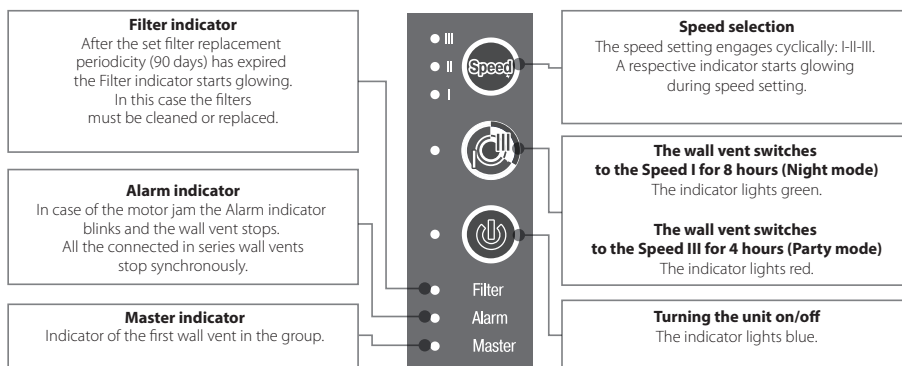 Filter indicator
After the set filter replacement
periodicity (90 days) has expired
the Filter indicator starts glowing.
In this case the filters
must be cleaned or replaced.
Alarm indicator
In case of the motor jam the Alarm indicator
blinks and the wall vent stops.
All the connected in series wall vents
stop synchronously.
Master indicator
Indicator of the first wall vent in the group.
III
II
I
Speed
I
III
Filter
Alarm
Master
Speed selection
The speed setting engages cyclically: I-II-III.
A respective indicator starts glowing
during speed setting.
The wall vent switches
to the Speed I for 8 hours (Night mode)
The indicator lights green.
The wall vent switches
to the Speed III for 4 hours (Party mode)
The indicator lights red.
Turning the unit on/off
The indicator lights blue.